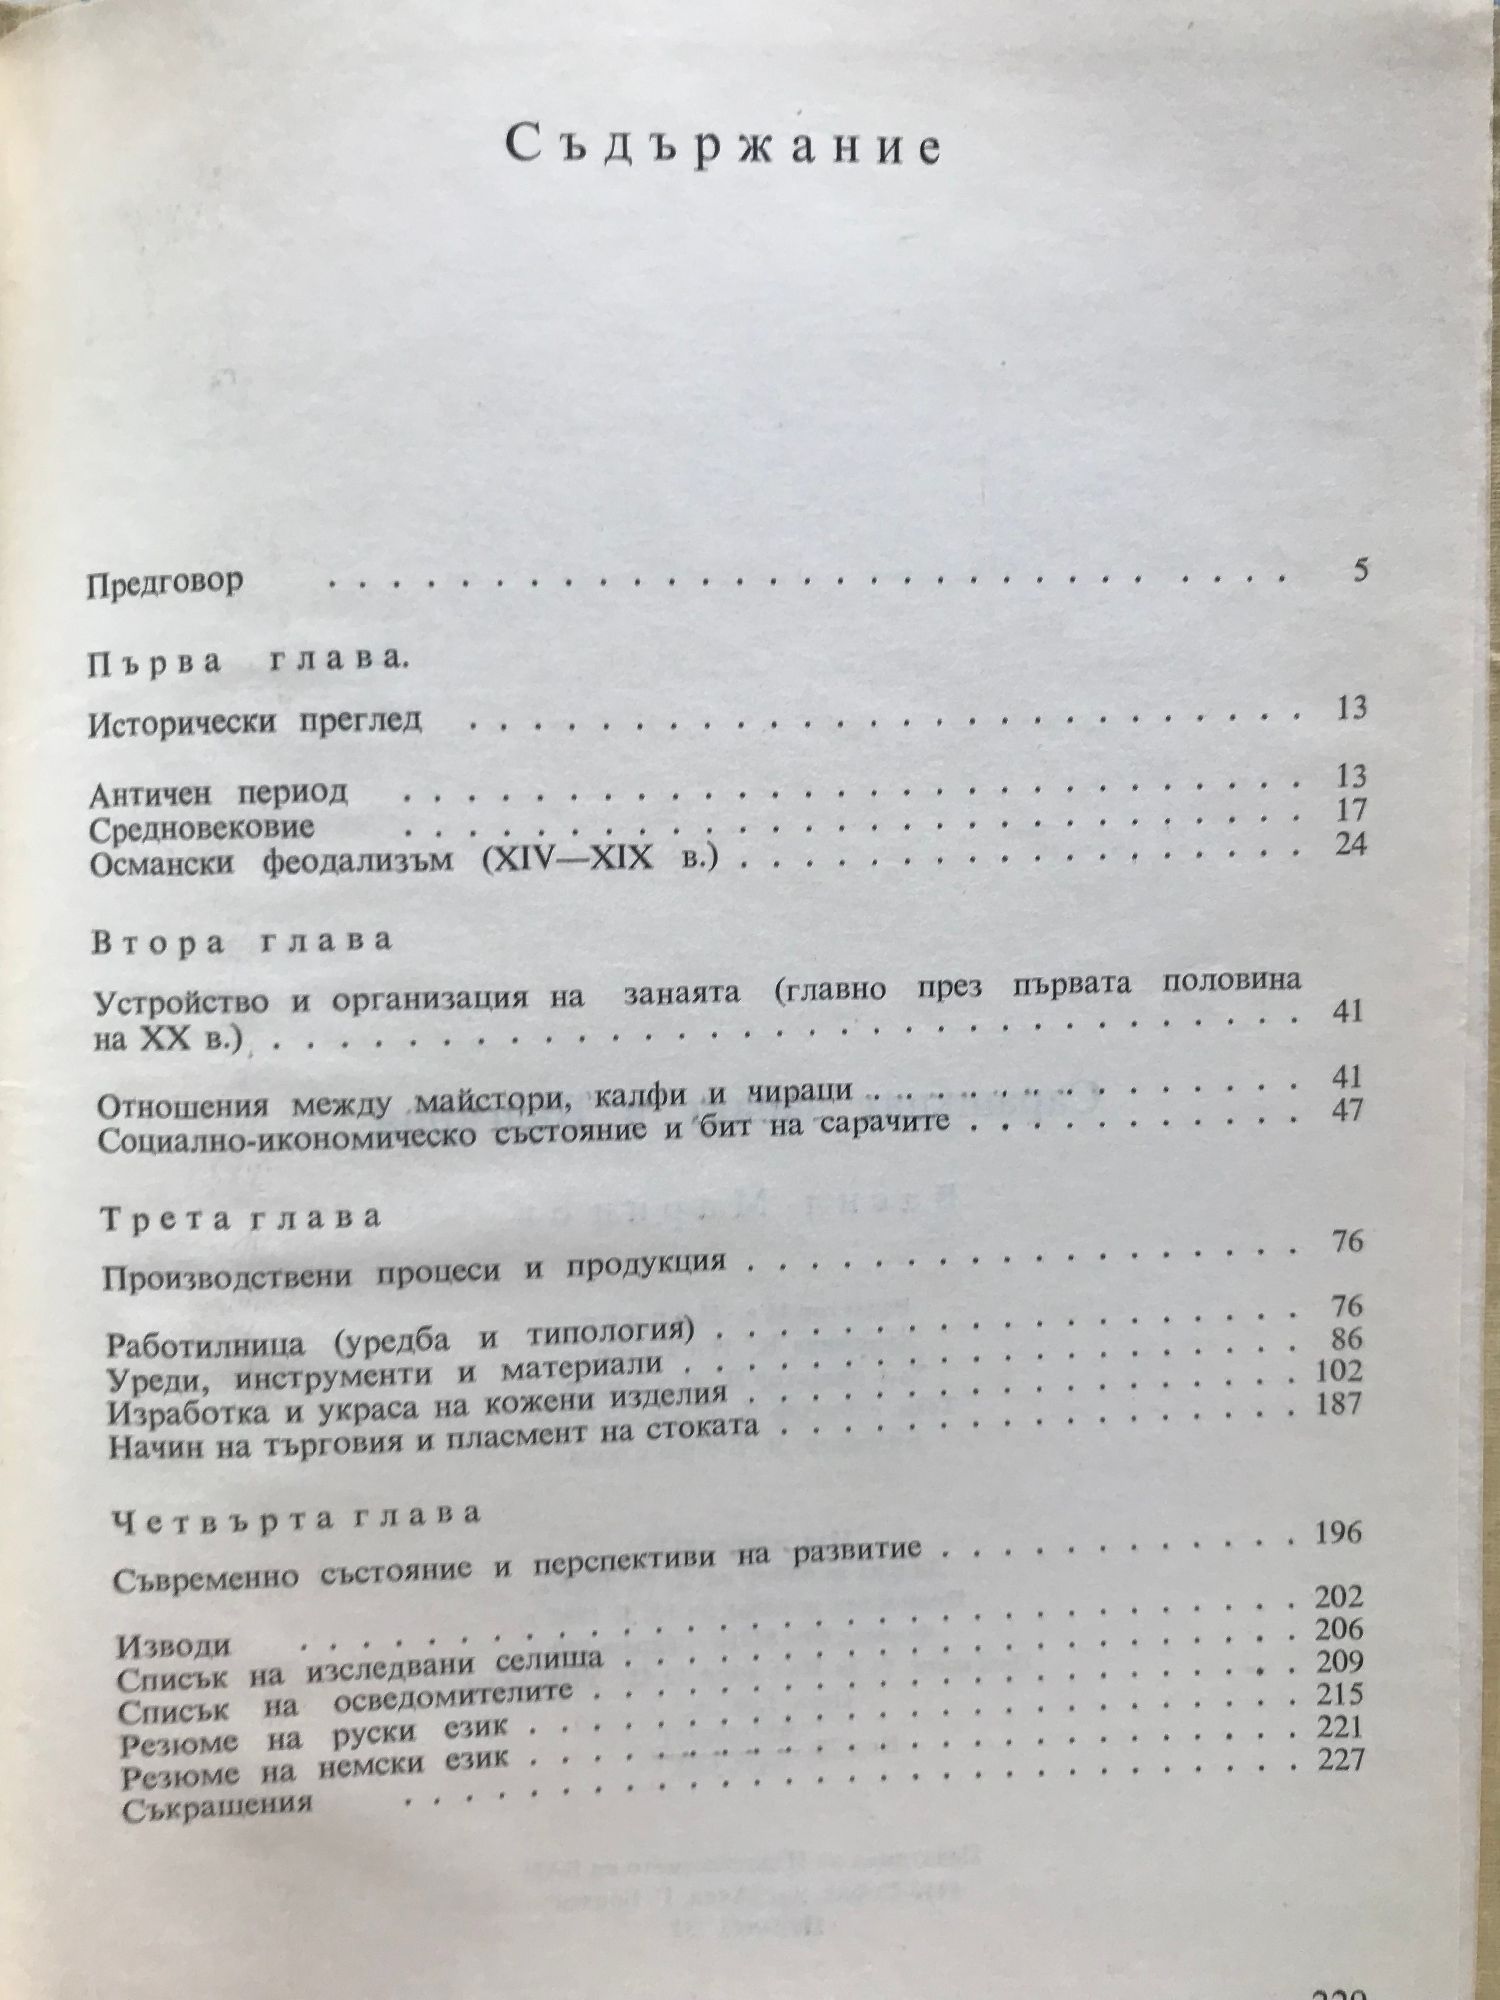 Съдържание
Предговор . . . . . . . . . . . . . . . . . . . . . . . . . . . . . 5
Първа глава.
Исторически преглед . . . . . . . . . . . . . . . . . . . . . . . . . . 13
Античен период . . . . . . . . . . . . . . . . . . . . . . . . . . . 13
Средновековие . . . . . . . . . . . . . . . . . . . . . . . . . . . 17
Османски феодализъм (XIV—XIX в.) . . . . . . . . . . . . . . . . . . 24
Втора глава
Устройство и организация на занаята (главно през първата половина
на XX в.) . . . . . . . . . . . . . . . . . . . . . . . . . . . . . . . 41
Отношения между майстори, калфи и чираци . . . . . . . . . . . . . . 41
Социално-икономическо състояние и бит на сарачите . . . . . . . . . . . 47
Трета глава
Производствени процеси и продукция . . . . . . . . . . . . . . . . . . 76
Работилница (уредба и типология) . . . . . . . . . . . . . . . . . . . 76
Уреди, инструменти и материали . . . . . . . . . . . . . . . . . . . . 86
Изработка и украса на кожени изделия . . . . . . . . . . . . . . . . . . 102
Начин на търговия и пласмент на стоката . . . . . . . . . . . . . . . . . 187
Четвърта глава
Съвременно състояние и перспективи на развитие . . . . . . . . . . . . 196
Изводи . . . . . . . . . . . . . . . . . . . . . . . . . . . . . . . 202
Списък на изследвани селища . . . . . . . . . . . . . . . . . . . . . . 206
Списък на осведомителите . . . . . . . . . . . . . . . . . . . . . . . 209
Резюме на руски език . . . . . . . . . . . . . . . . . . . . . . . . . 215
Резюме на немски език . . . . . . . . . . . . . . . . . . . . . . . . . 221
Съкращения . . . . . . . . . . . . . . . . . . . . . . . . . . . . 227